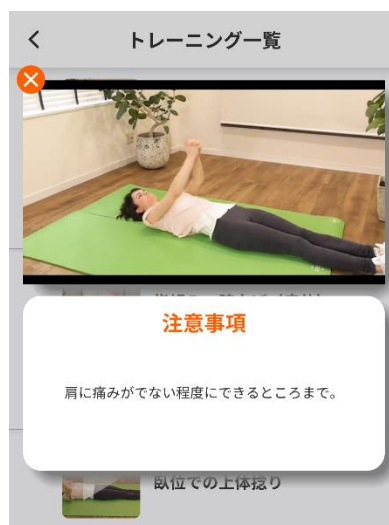 トレーニング一覧
注意事項
肩に痛みがでない程度にできるところまで。
臥位での上体捻り